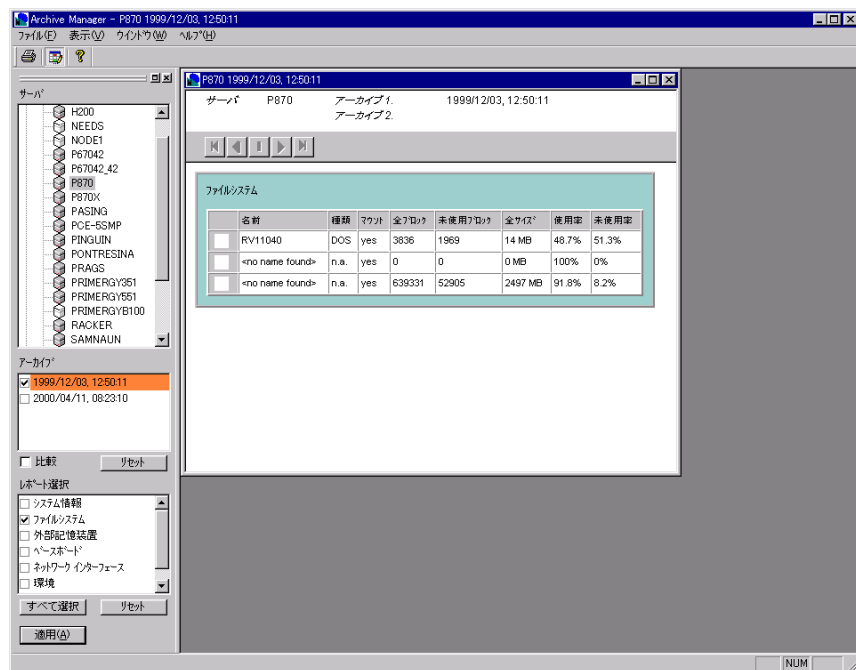 Archive Manager - P870 1999/12/03, 12:50:11
ファイル(F) 表示(V) ウインドウ(W) ヘルプ(H)
サーバ
H200
NEEDS
NODE1
P67042
P67042_42
P870
P870X
PASING
PCE-5SMP
PINGUIN
PONTRESINA
PRAGS
PRIMERGY351
PRIMERGY551
PRIMERGYB100
RACKER
SAMNAUN
アーカイブ
1999/12/03, 12:50:11
2000/04/11, 08:23:10
比較 リセット
レポート選択
システム情報
ファイルシステム
外部記憶装置
ベースボード
ネットワーク インターフェース
環境
すべて選択 リセット
適用(A)
P870 1999/12/03, 12:50:11
サーバ P870 アーカイブ 1. 1999/12/03, 12:50:11
アーカイブ 2.
ファイルシステム
名前 種類 マウント 全ブロック 未使用ブロック 全サイズ 使用率 未使用率
RV11040 DOS yes 3836 1969 14 MB 48.7% 51.3%
<no name found> n.a. yes 0 0 0 MB 100% 0%
<no name found> n.a. yes 639331 52905 2497 MB 91.8% 8.2%
NUM